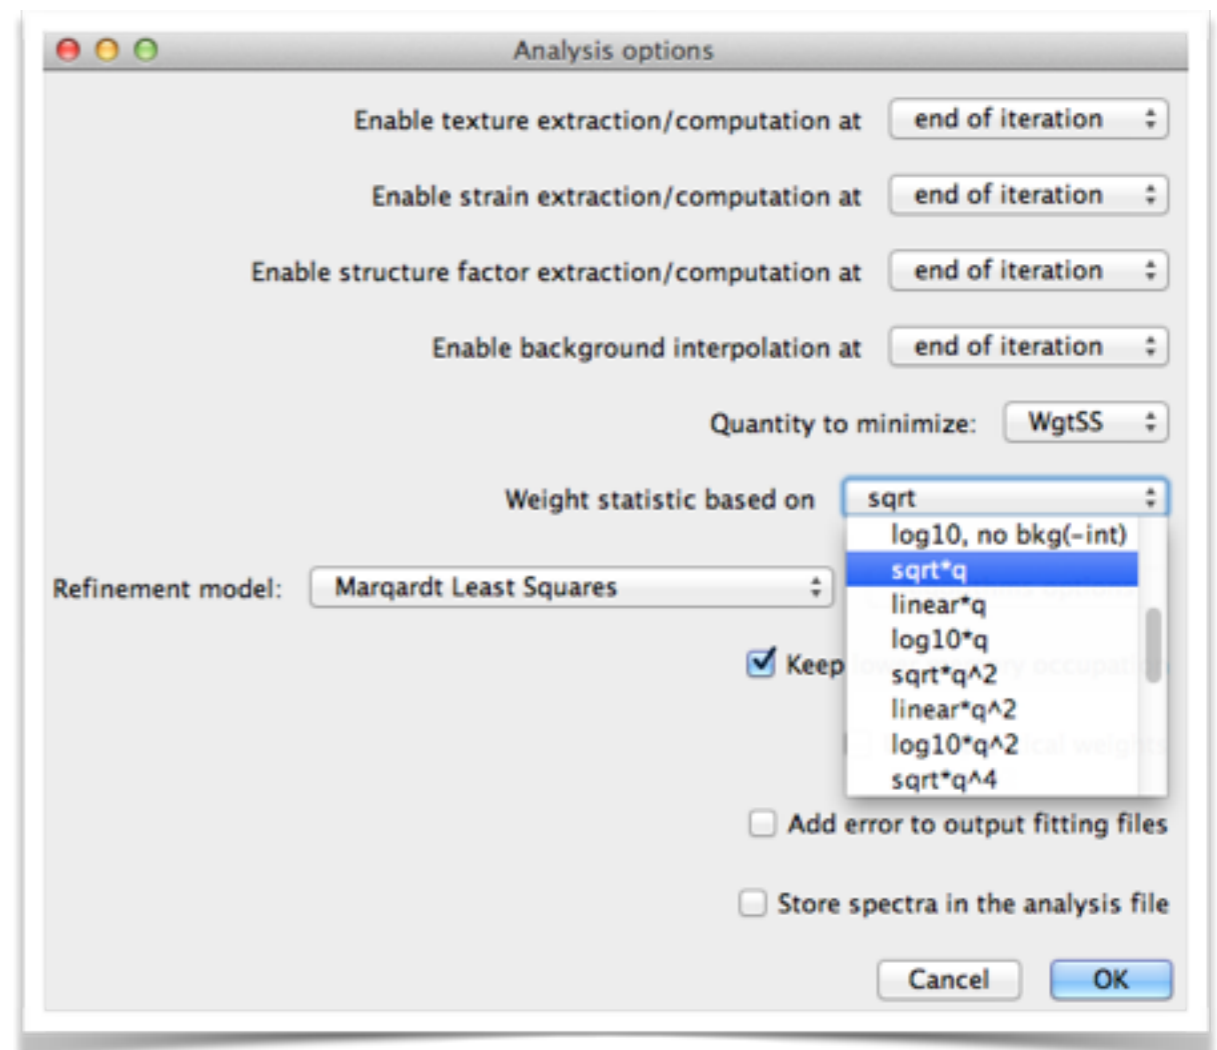 Analysis options
Enable texture extraction/computation at end of iteration
Enable strain extraction/computation at end of iteration
Enable structure factor extraction/computation at end of iteration
Enable background interpolation at end of iteration
Quantity to minimize: WgtSS
Weight statistic based on sqrt
log10, no bkg(-int)
sqrt*q
Refinement model: Marqardt Least Squares
linear*q
log10*q
Keep
sqrt*q^2
linear*q^2
log10*q^2
sqrt*q^4
Add error to output fitting files
Store spectra in the analysis file
Cancel OK